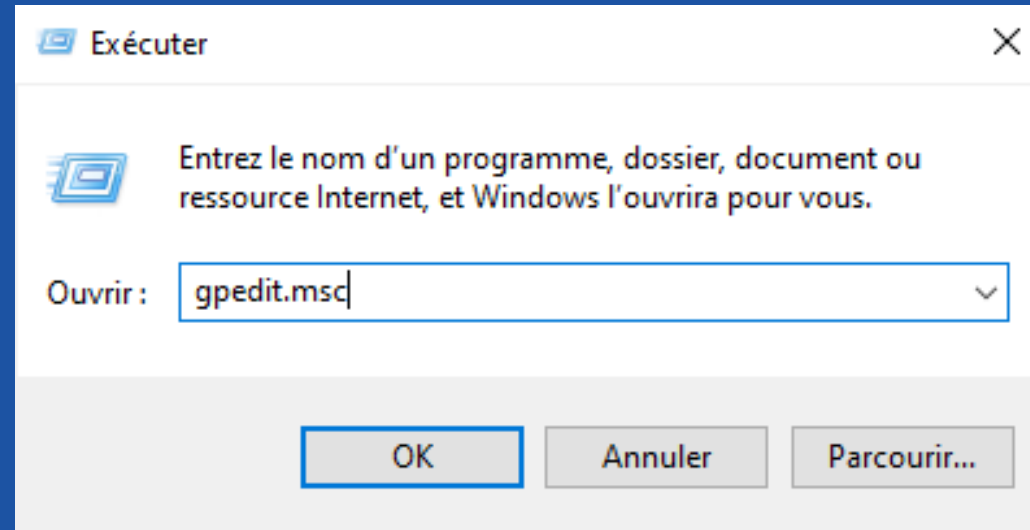 Exécuter
Entrez le nom d'un programme, dossier, document ou
ressource Internet, et Windows l'ouvrira pour vous.
Ouvrir : gpedit.msc
OK Annuler Parcourir...